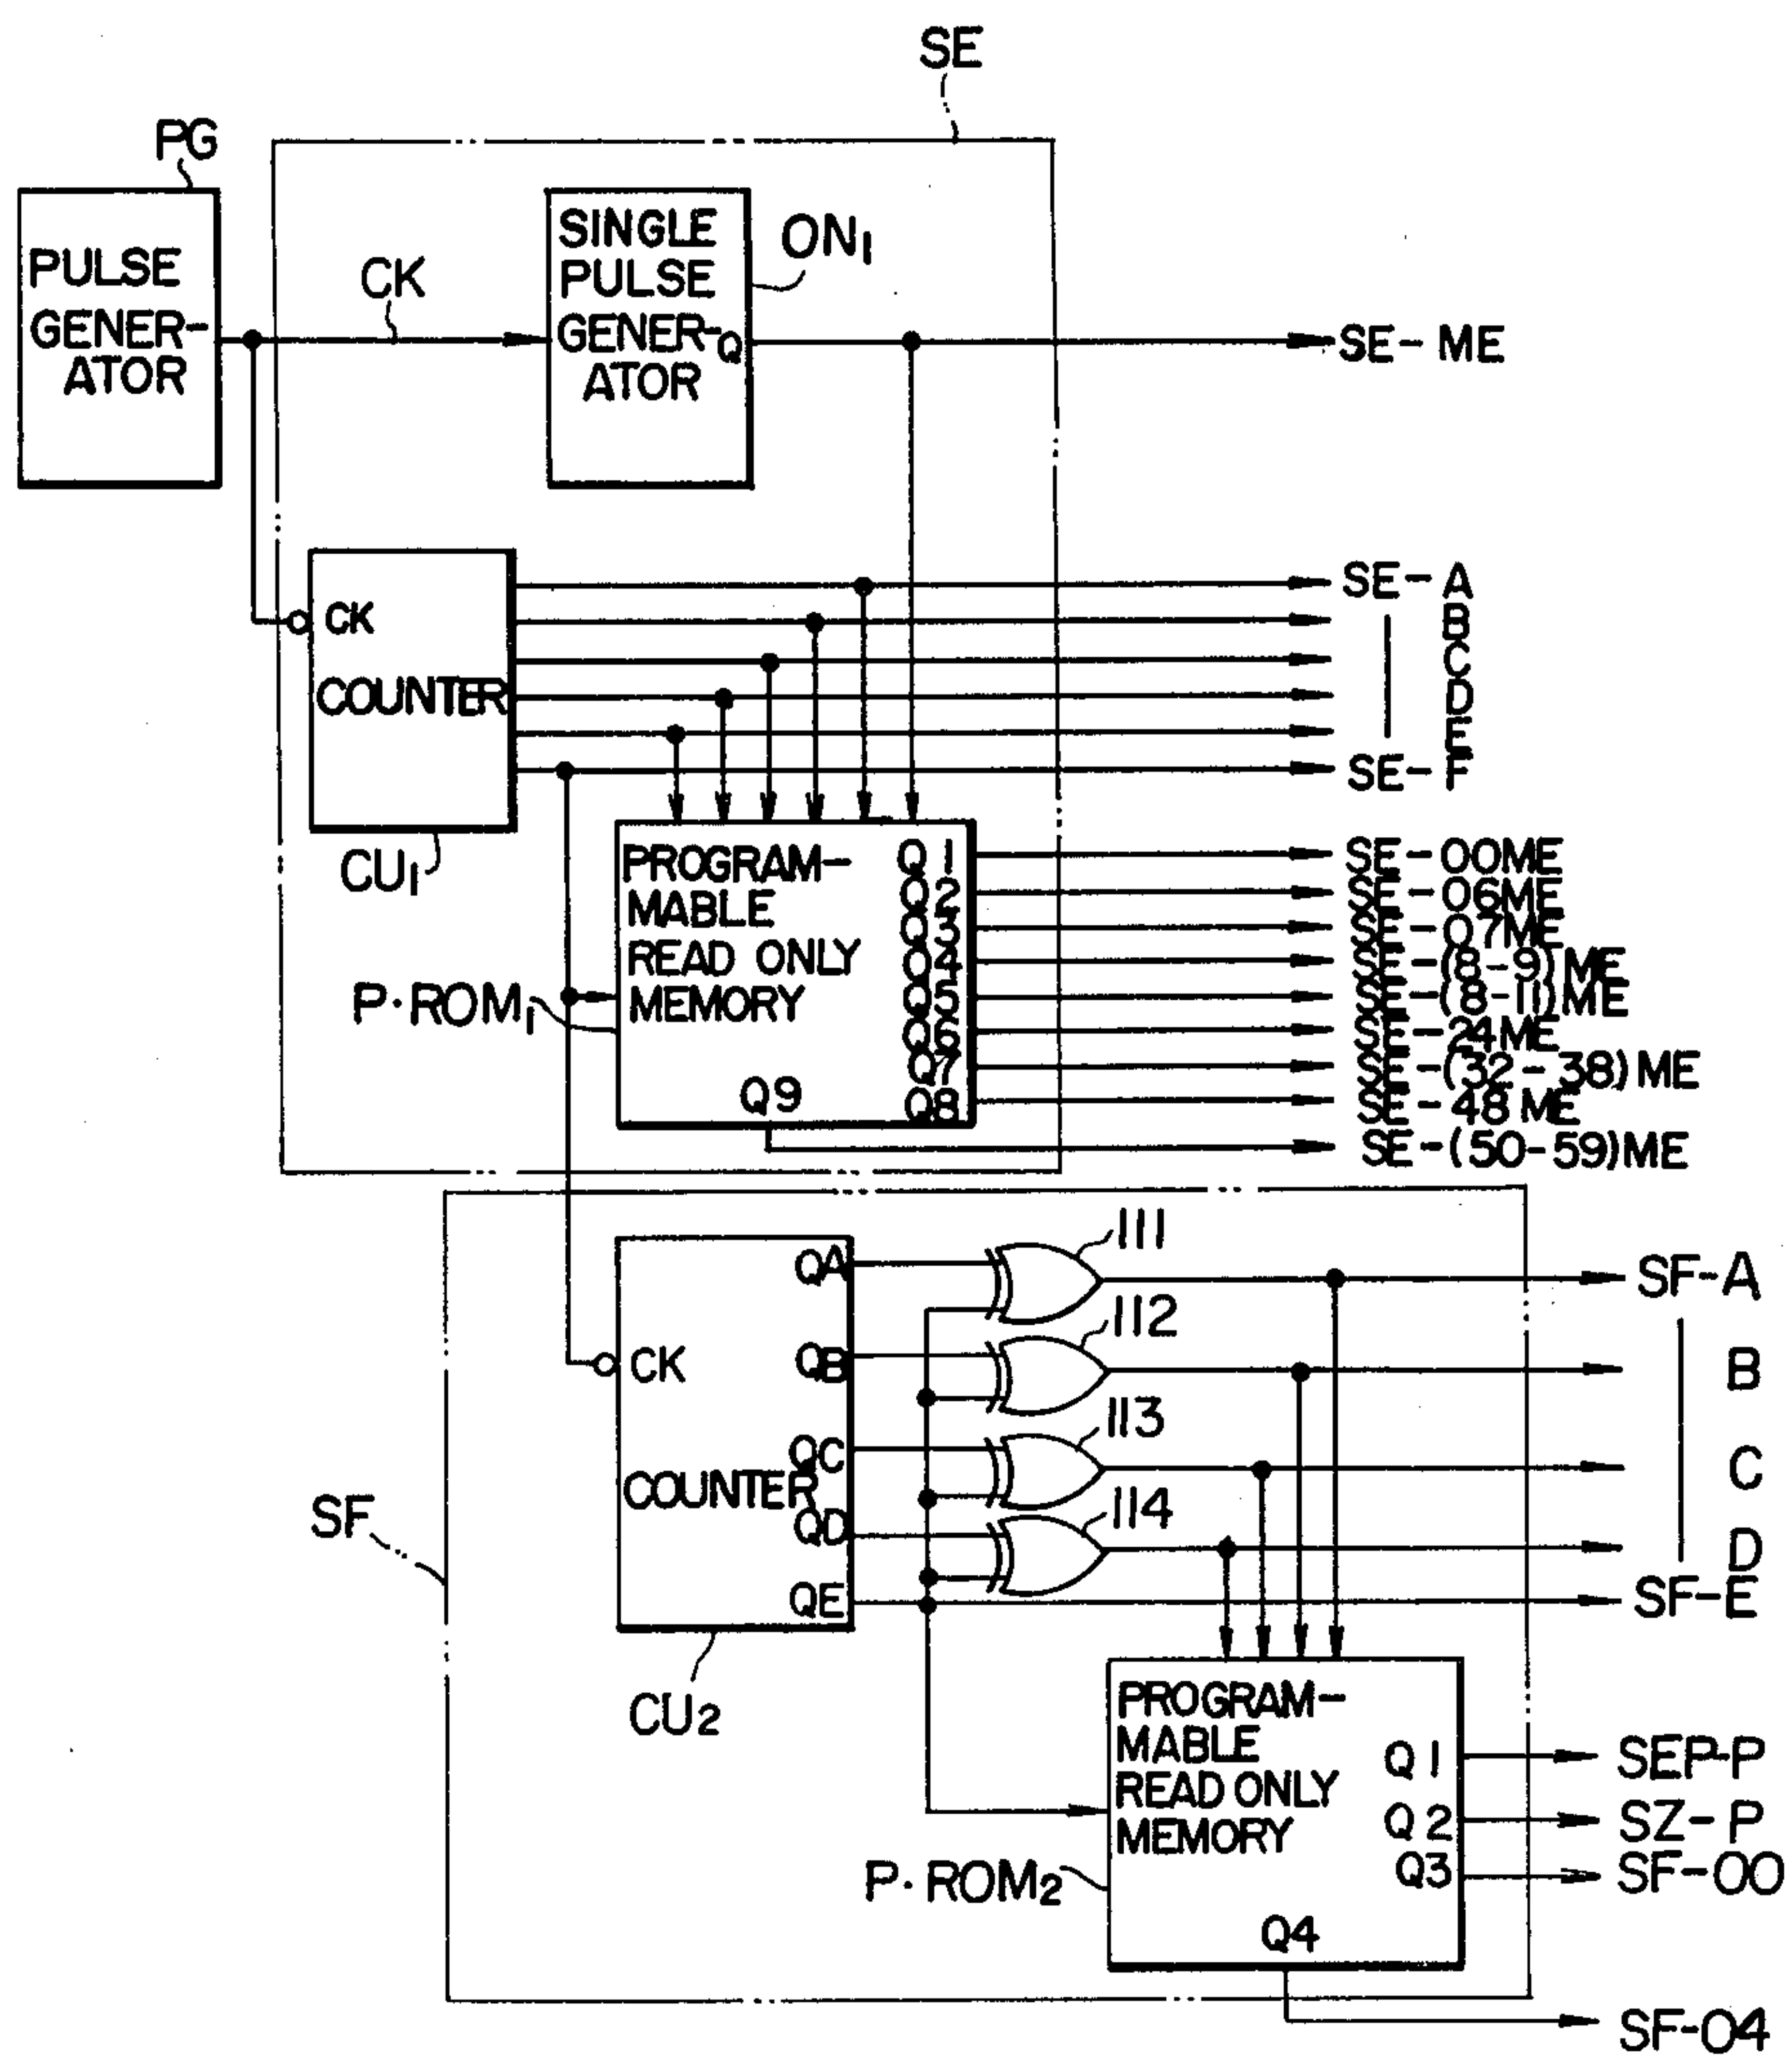 SE
PG
PULSE
GENER-
ATOR
CK
SINGLE
PULSE
GENER-
ATOR
Q
ON1
SE-ME
CK
COUNTER
CU1
SE-A
B
C
D
E
SE-F
PROGRAM-
MABLE
READ ONLY
MEMORY
P·ROM1
Q1
Q2
Q3
Q4
Q5
Q6
Q7
Q8
Q9
SE-00ME
SE-06ME
SE-07ME
SE-(8-9)ME
SE-(8-11)ME
SE-24ME
SE-(32-38)ME
SE-48ME
SE-(50-59)ME
SF
CK
COUNTER
CU2
QA
QB
QC
QD
QE
111
112
113
114
SF-A
B
C
D
SF-E
PROGRAM-
MABLE
READ ONLY
MEMORY
P·ROM2
Q1
Q2
Q3
Q4
SEP-P
SZ-P
SF-00
SF-04